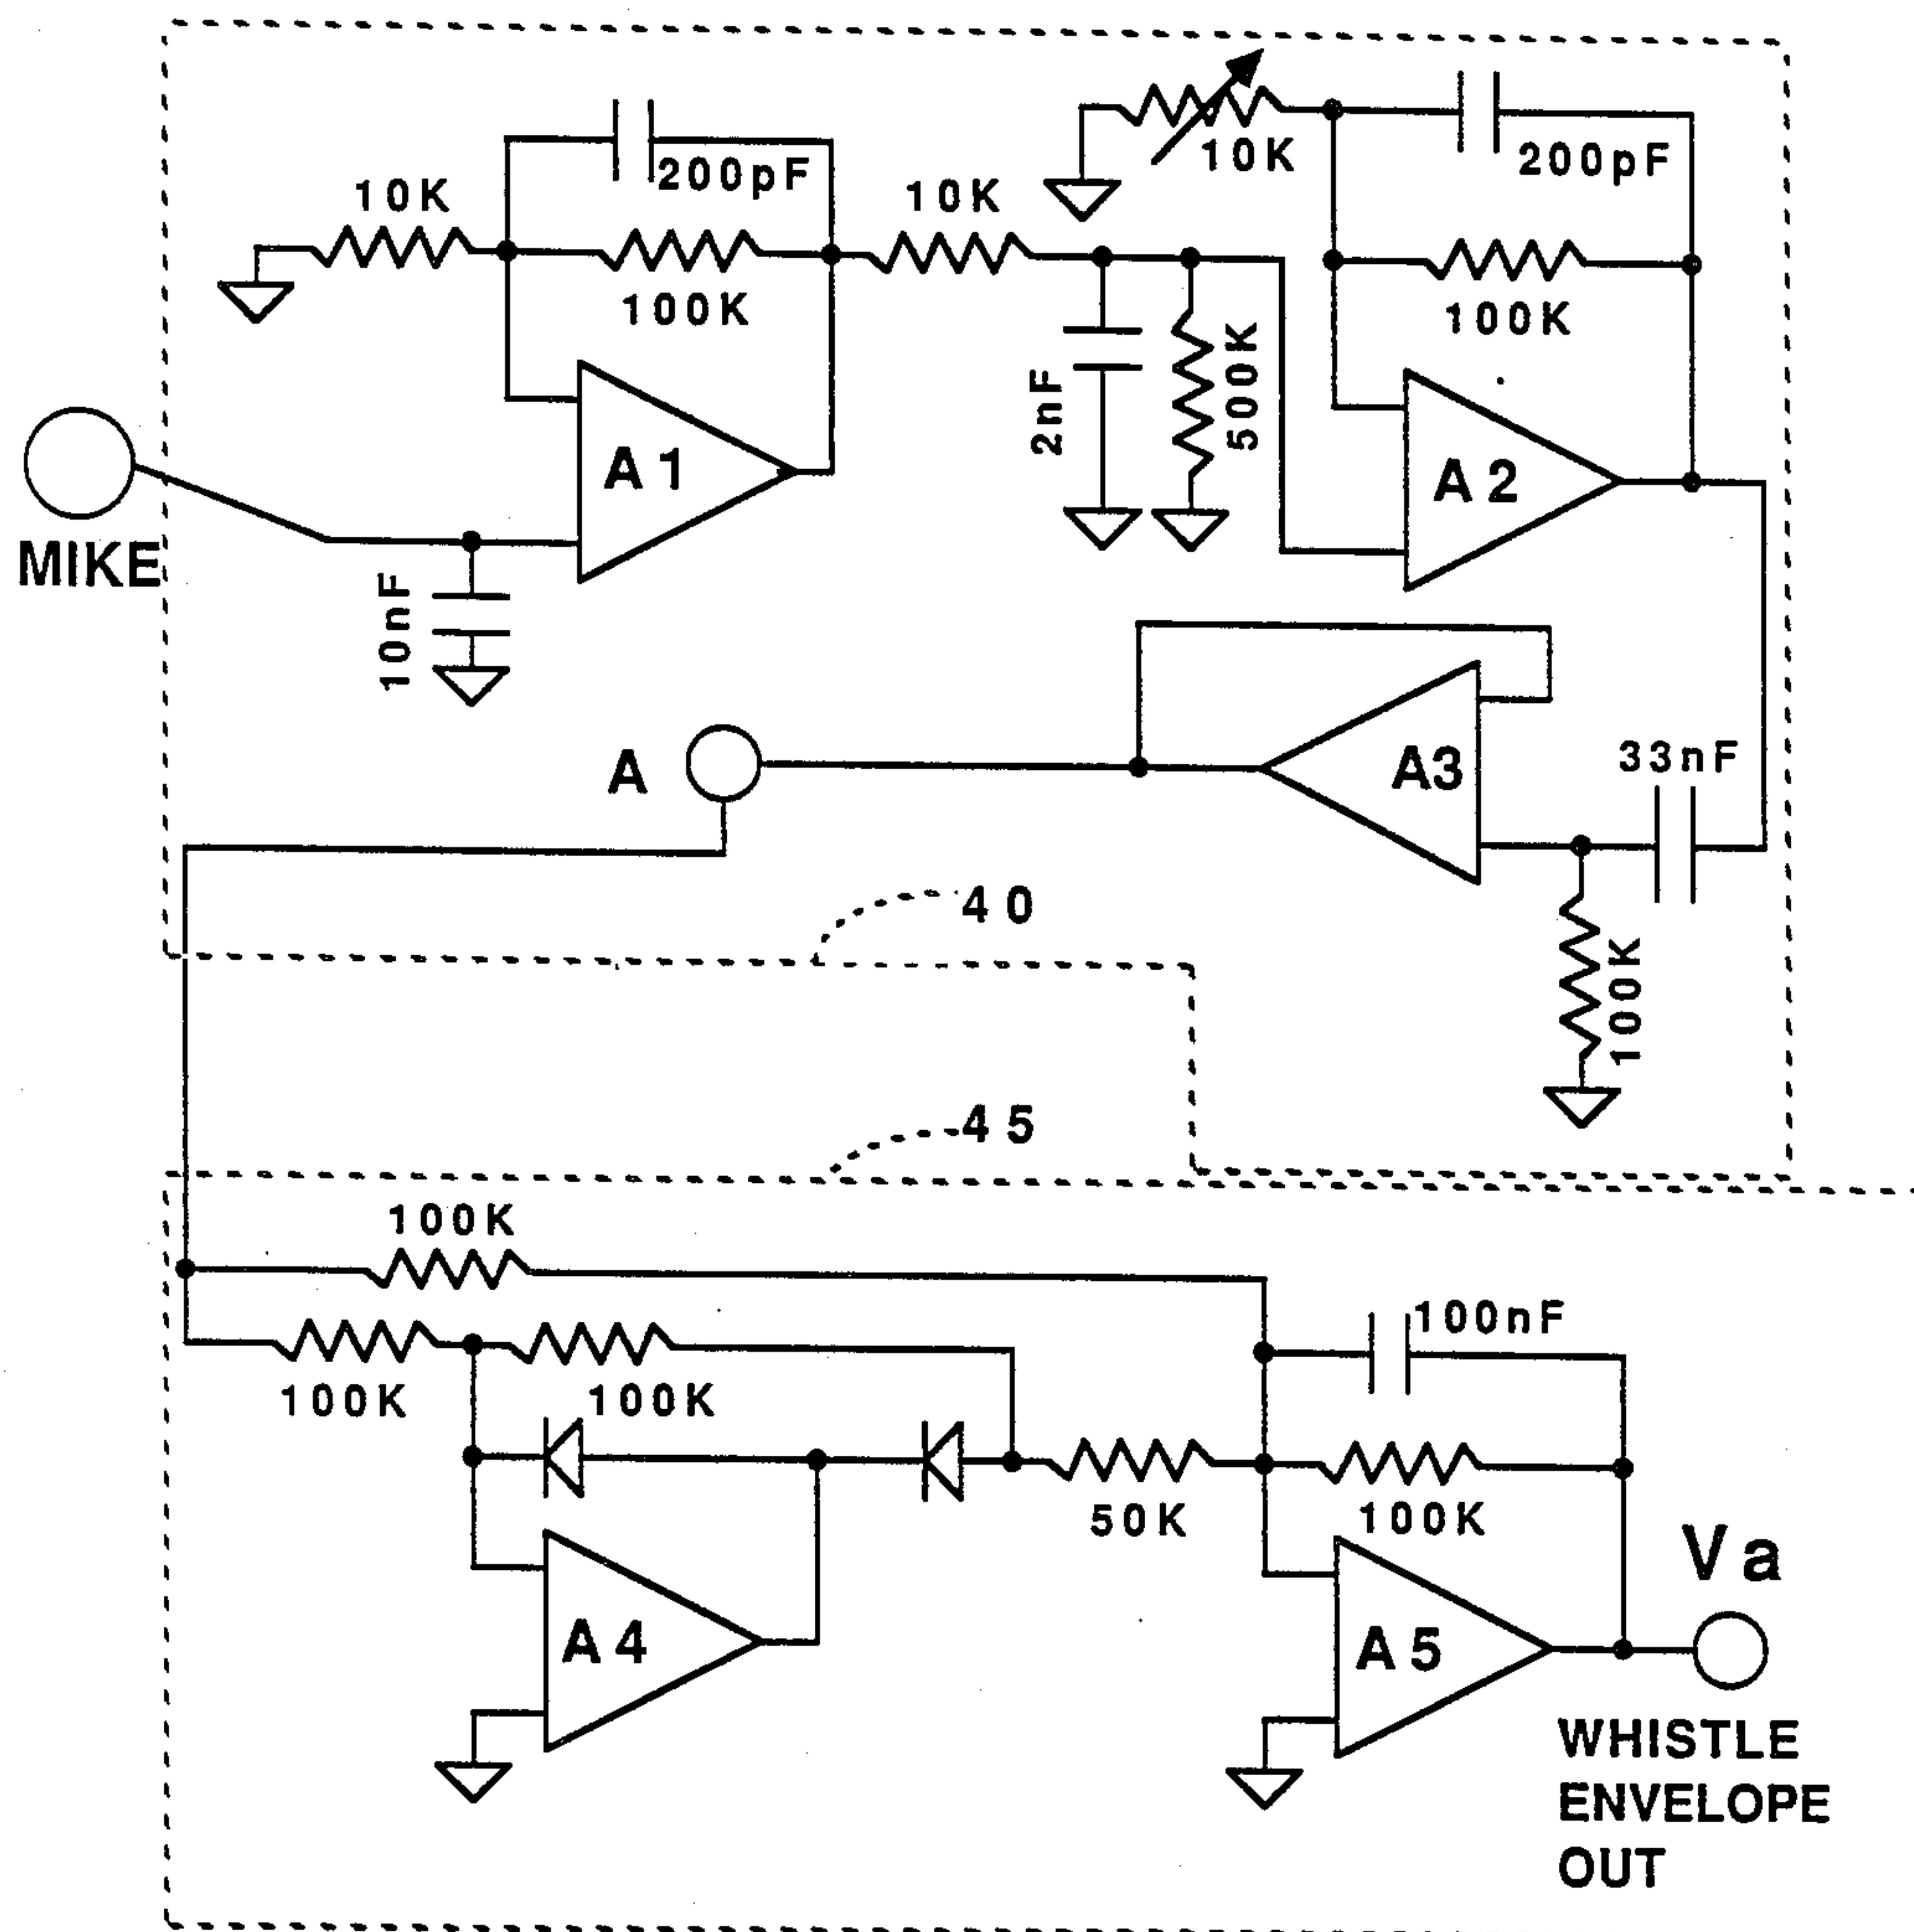 10K
200pF
10K
10K
200pF
100K
100K
2nF
500K
A1
A2
MIKE
10nF
A
A3
33nF
40
100K
45
100K
100nF
100K
100K
50K
100K
Va
A4
A5
WHISTLE
ENVELOPE
OUT